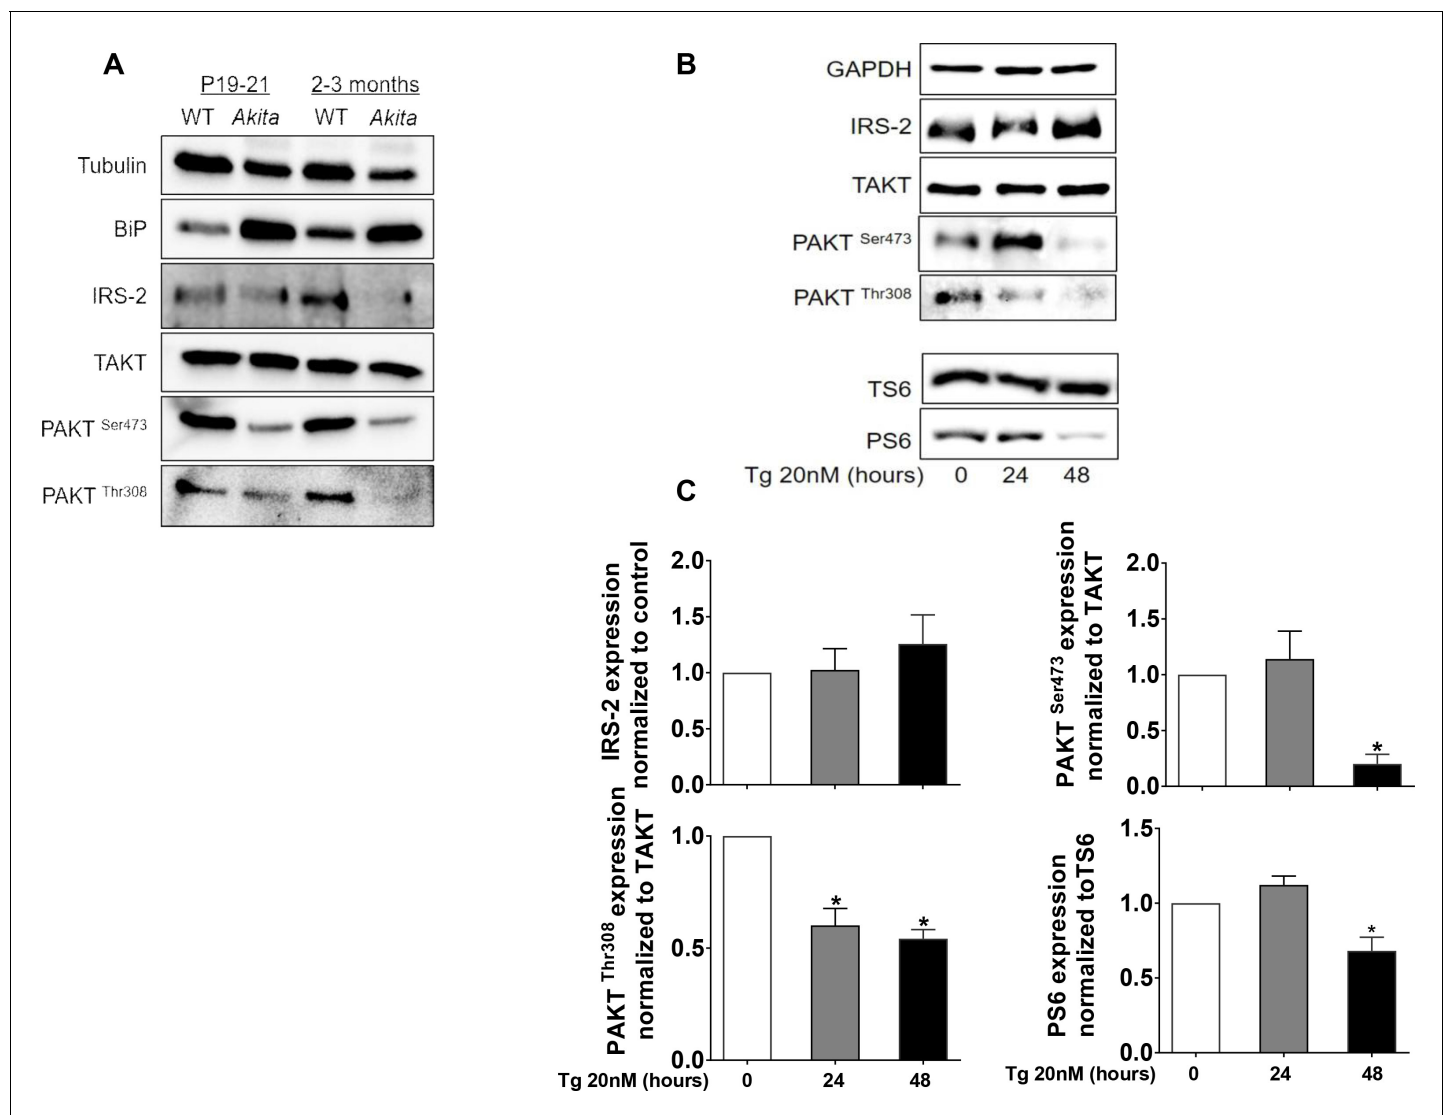 A
P19-21 2-3 months
WT Akita WT Akita
Tubulin
BiP
IRS-2
TAKT
PAKT Ser473
PAKT Thr308
B
GAPDH
IRS-2
TAKT
PAKT Ser473
PAKT Thr308
TS6
PS6
Tg 20nM (hours) 0 24 48
C
IRS-2 expression
normalized to control
2.0
1.5
1.0
0.5
0.0
PAKT Ser473 expression
normalized to TAKT
2.0
1.5
1.0
0.5
0.0
*
PAKT Thr308 expression
normalized to TAKT
1.0
0.5
0.0
* *
Tg 20nM (hours) 0 24 48
PS6 expression
normalized toTS6
1.5
1.0
0.5
0.0
*
Tg 20nM (hours) 0 24 48